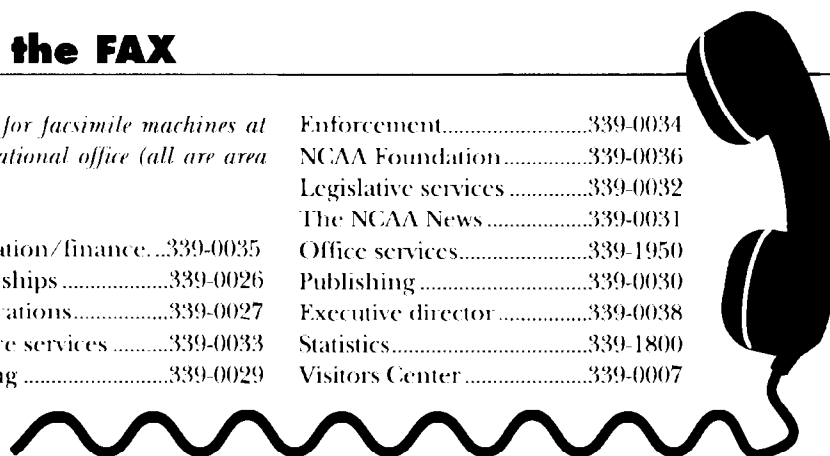 the FAX
for facsimile machines at
ational office (all are area
ation/finance...339-0035
ships.................339-0026
ations.................339-0027
re services.........339-0033
ng.......................339-0029
Enforcement.......................339-0034
NCAA Foundation.............339-0036
Legislative services............339-0032
The NCAA News................339-0031
Office services....................339-1950
Publishing..........................339-0030
Executive director..............339-0038
Statistics..............................339-1800
Visitors Center...................339-0007